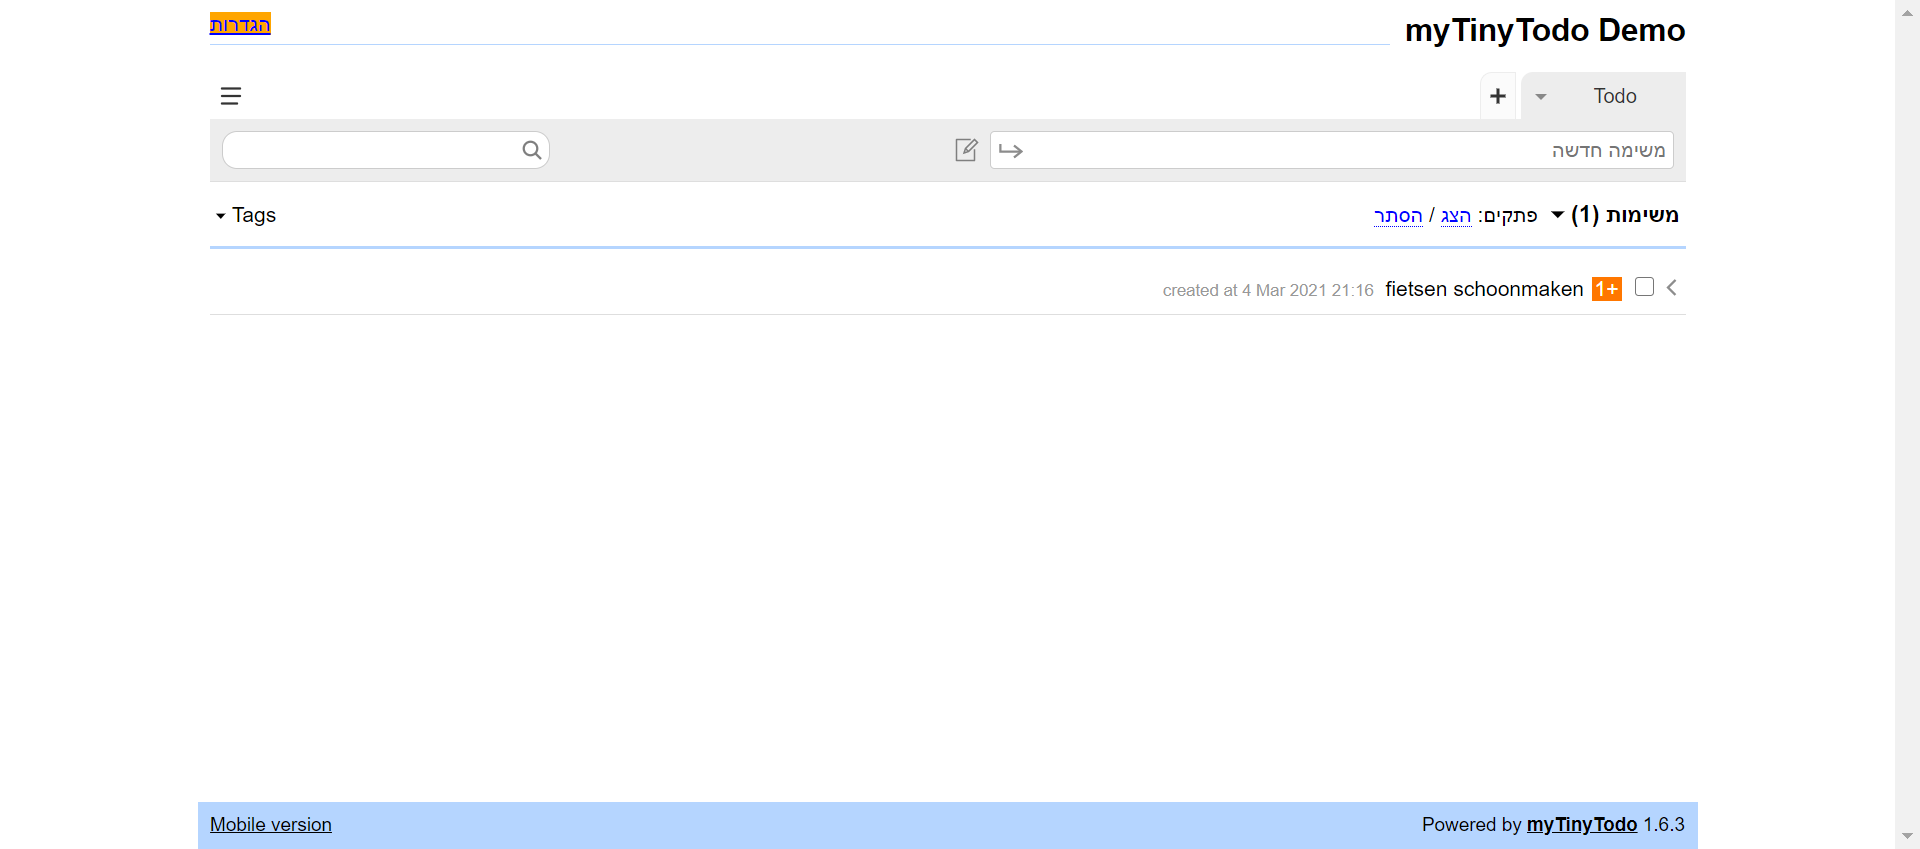 myTinyTodo Demo
הגדרות
Todo
משימה חדשה
משימות (1) פתקים: הצג / הסתר
Tags
+1 fietsen schoonmaken created at 4 Mar 2021 21:16
Powered by myTinyTodo 1.6.3
Mobile version